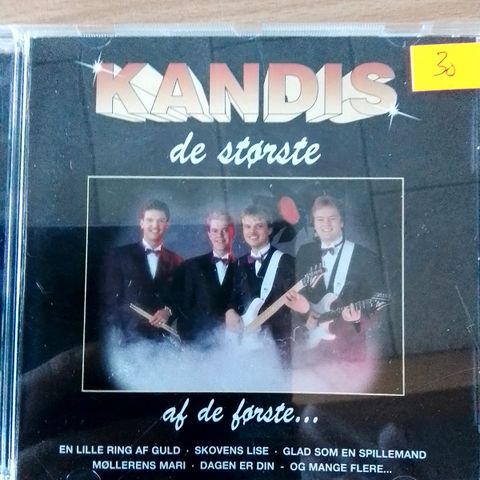 KANDIS
30
de største
af de første...
EN LILLE RING AF GULD · SKOVENS LISE · GLAD SOM EN SPILLEMAND
MØLLERENS MARI · DAGEN ER DIN - OG MANGE FLERE...